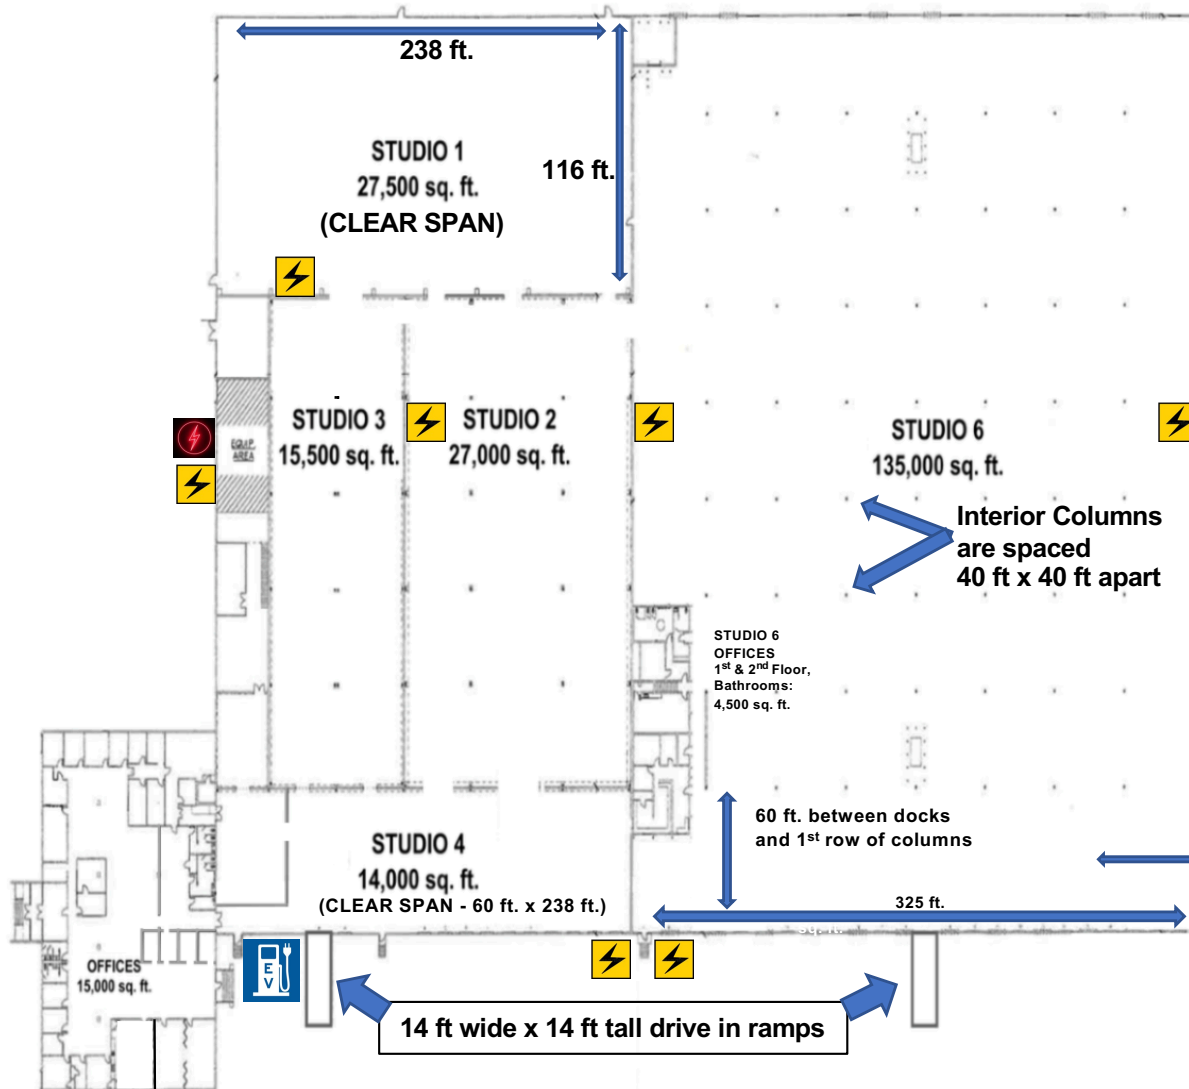 238 ft.
STUDIO 1
27,500 sq. ft.
(CLEAR SPAN)
116 ft.
STUDIO 3
15,500 sq. ft.
STUDIO 2
27,000 sq. ft.
EQUIP.
AREA
STUDIO 6
135,000 sq. ft.
Interior Columns
are spaced
40 ft x 40 ft apart
STUDIO 6
OFFICES
1st & 2nd Floor,
Bathrooms:
4,500 sq. ft.
60 ft. between docks
and 1st row of columns
STUDIO 4
14,000 sq. ft.
(CLEAR SPAN - 60 ft. x 238 ft.)
325 ft.
sq. ft.
OFFICES
15,000 sq. ft.
E
V
14 ft wide x 14 ft tall drive in ramps